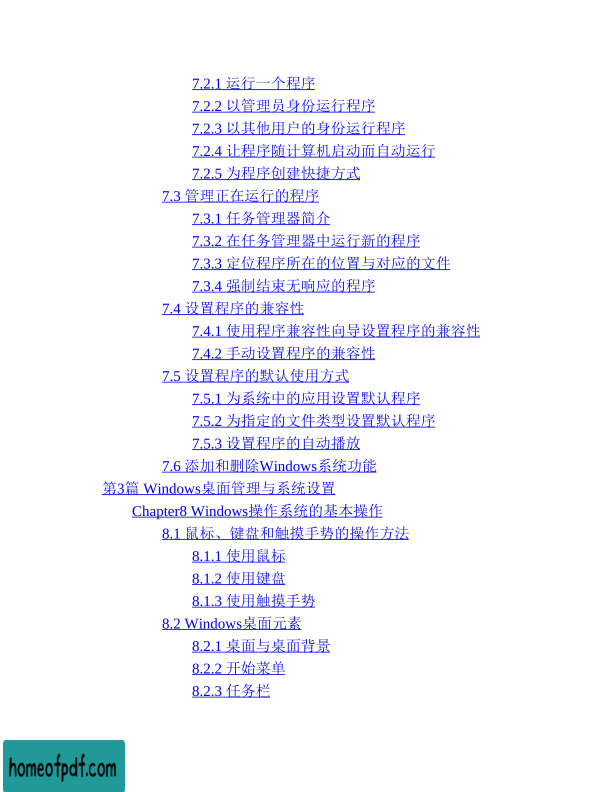 7.2.1 运行一个程序
7.2.2 以管理员身份运行程序
7.2.3 以其他用户的身份运行程序
7.2.4 让程序随计算机启动而自动运行
7.2.5 为程序创建快捷方式
7.3 管理正在运行的程序
7.3.1 任务管理器简介
7.3.2 在任务管理器中运行新的程序
7.3.3 定位程序所在的位置与对应的文件
7.3.4 强制结束无响应的程序
7.4 设置程序的兼容性
7.4.1 使用程序兼容性向导设置程序的兼容性
7.4.2 手动设置程序的兼容性
7.5 设置程序的默认使用方式
7.5.1 为系统中的应用设置默认程序
7.5.2 为指定的文件类型设置默认程序
7.5.3 设置程序的自动播放
7.6 添加和删除Windows系统功能
第3篇 Windows桌面管理与系统设置
Chapter8 Windows操作系统的基本操作
8.1 鼠标、键盘和触摸手势的操作方法
8.1.1 使用鼠标
8.1.2 使用键盘
8.1.3 使用触摸手势
8.2 Windows桌面元素
8.2.1 桌面与桌面背景
8.2.2 开始菜单
8.2.3 任务栏
homeofpdf.com